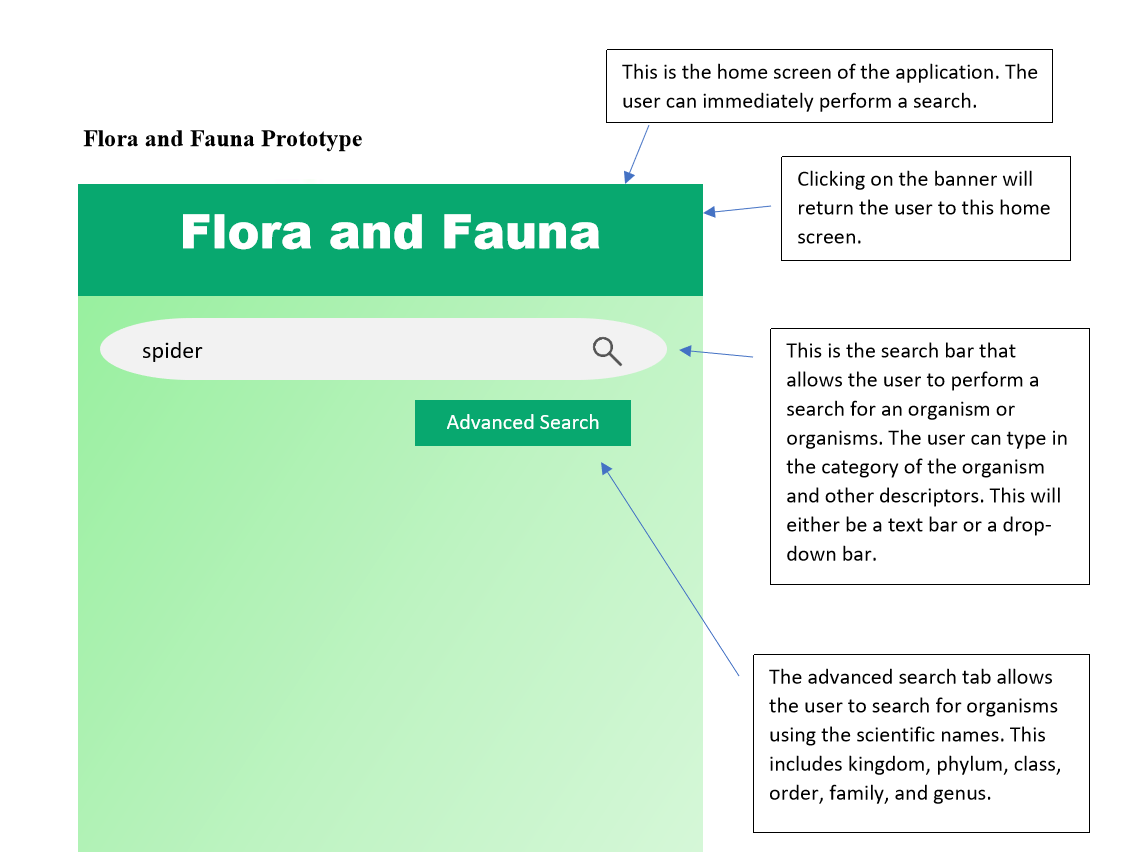 This is the home screen of the application. The
user can immediately perform a search.
Flora and Fauna Prototype
Clicking on the banner will
return the user to this home
screen.
Flora and Fauna
spider
This is the search bar that
allows the user to perform a
search for an organism or
organisms. The user can type in
the category of the organism
and other descriptors. This will
either be a text bar or a drop-
down bar.
Advanced Search
The advanced search tab allows
the user to search for organisms
using the scientific names. This
includes kingdom, phylum, class,
order, family, and genus.